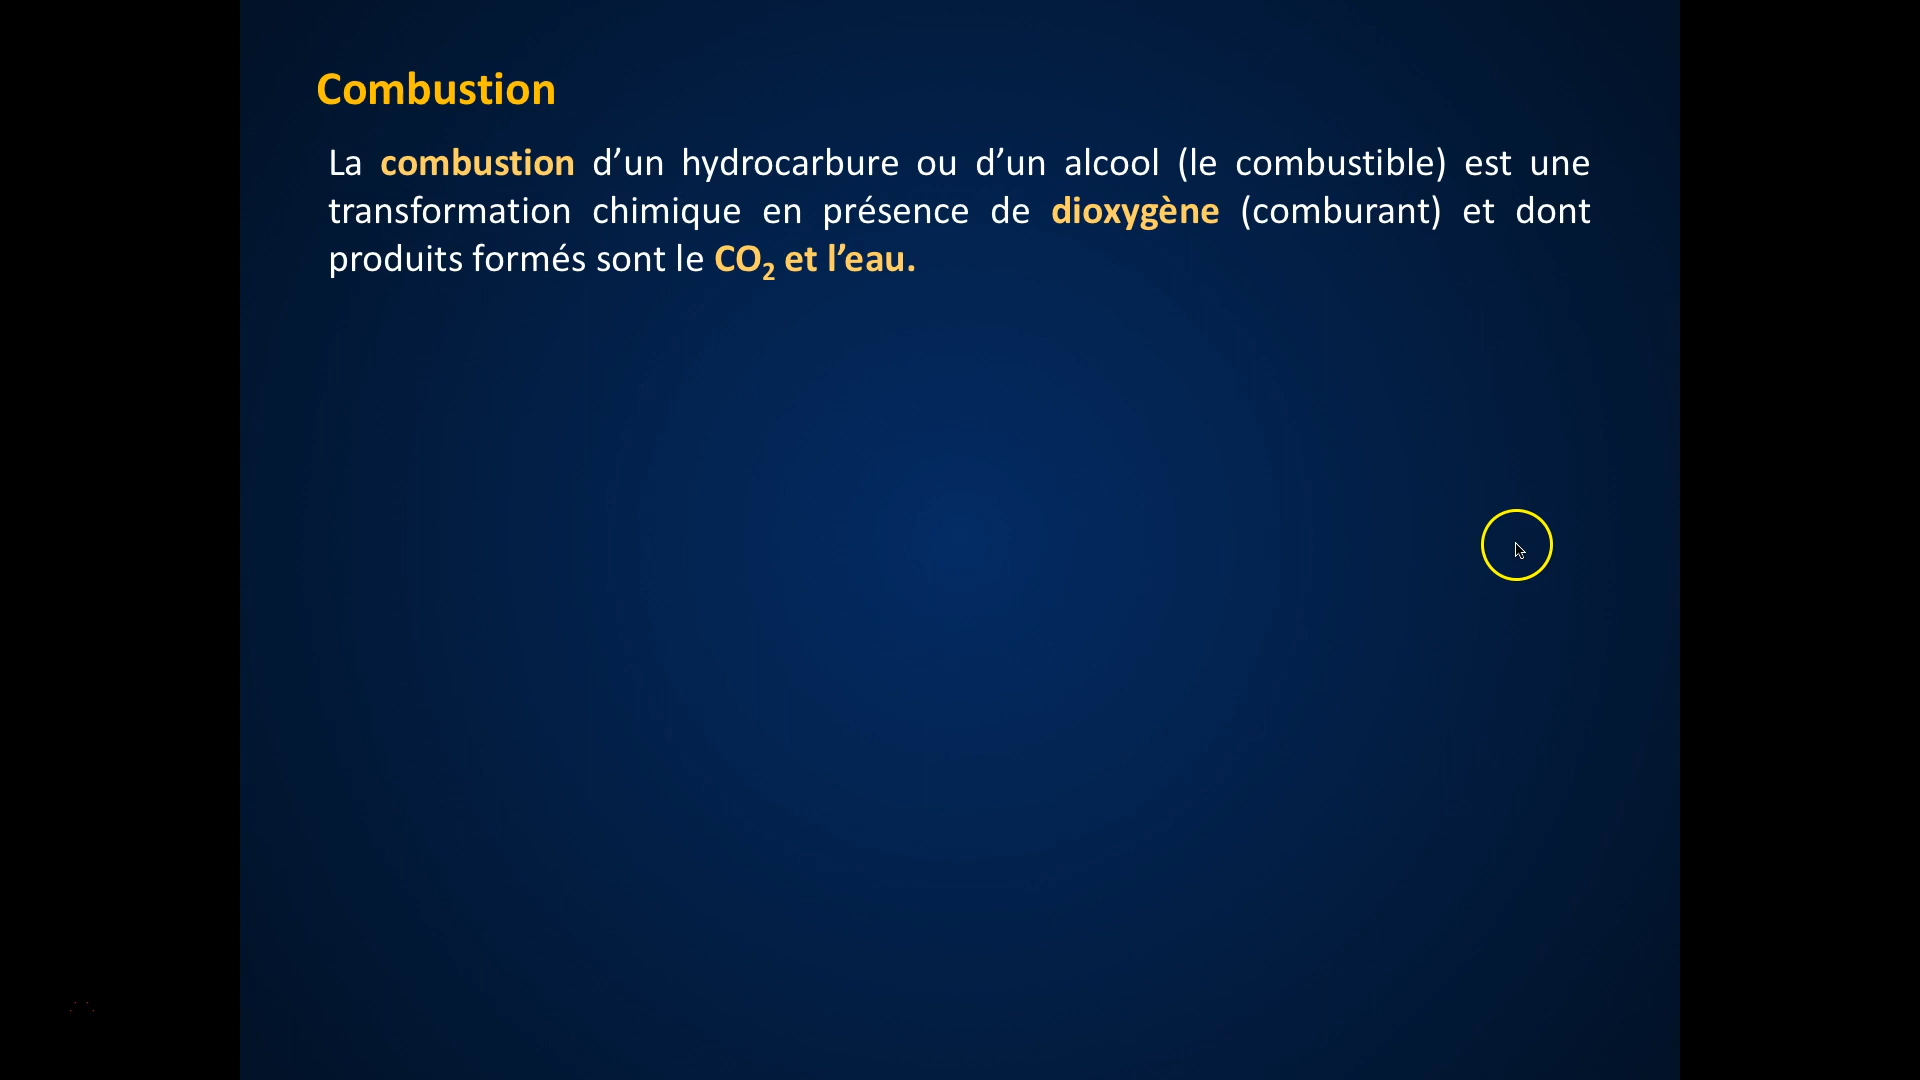 Combustion
La combustion d’un hydrocarbure ou d’un alcool (le combustible) est une
transformation chimique en présence de dioxygène (comburant) et dont
produits formés sont le CO₂ et l’eau.